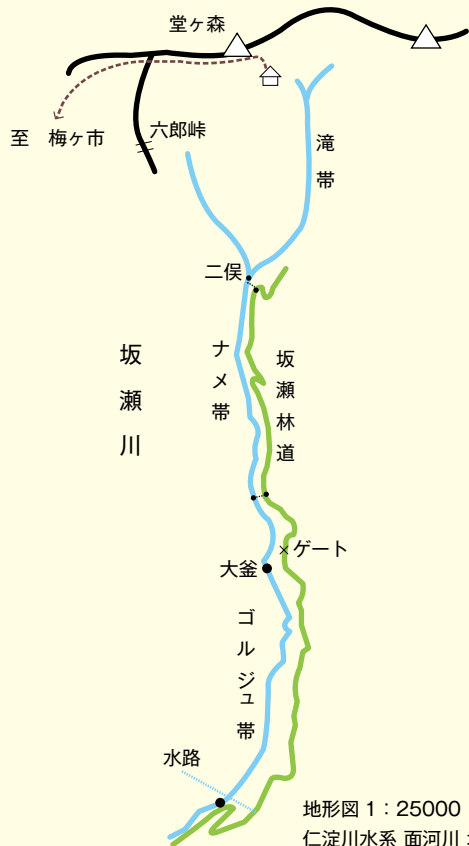 堂ヶ森
至 梅ヶ市
六郎峠
滝帯
二俣
坂瀬川
ナメ帯
坂瀬林道
×ゲート
大釜
ゴルジュ帯
水路
地形図 1：25000
仁淀川水系 面河川